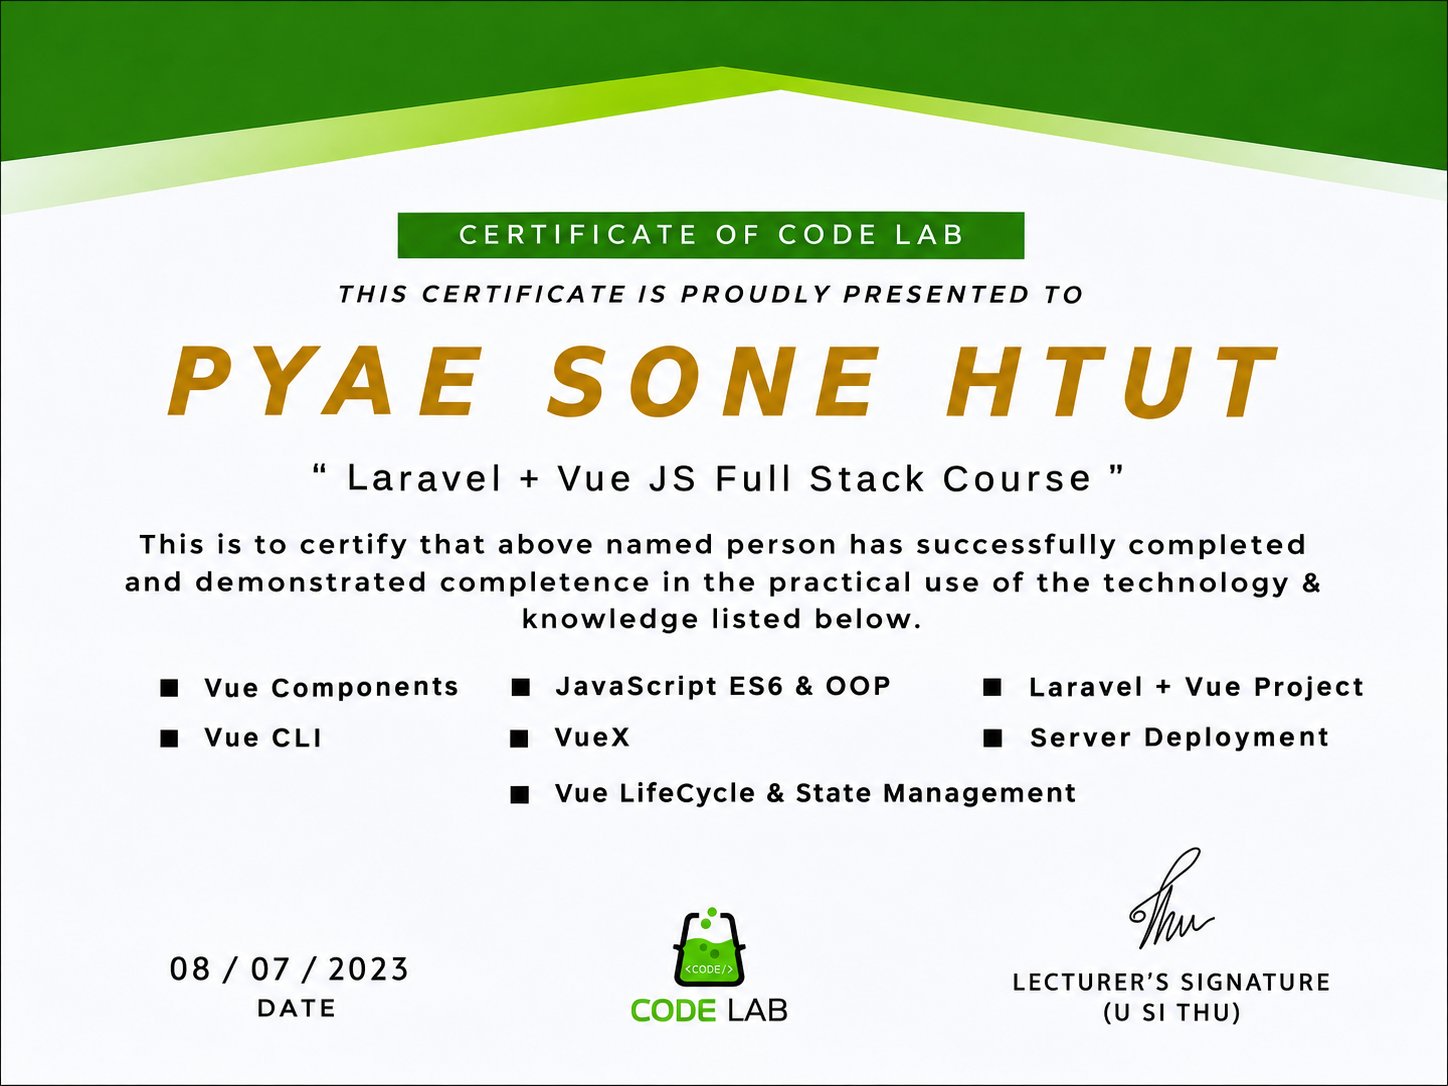 CERTIFICATE OF CODE LAB
THIS CERTIFICATE IS PROUDLY PRESENTED TO
PYAE SONE HTUT
“ Laravel + Vue JS Full Stack Course ”
This is to certify that above named person has successfully completed
and demonstrated completence in the practical use of the technology &
knowledge listed below.
■ Vue Components ■ JavaScript ES6 & OOP ■ Laravel + Vue Project
■ Vue CLI ■ VueX ■ Server Deployment
■ Vue LifeCycle & State Management
Thu
<CODE/>
08 / 07 / 2023
DATE
CODE LAB
LECTURER’S SIGNATURE
(U SI THU)